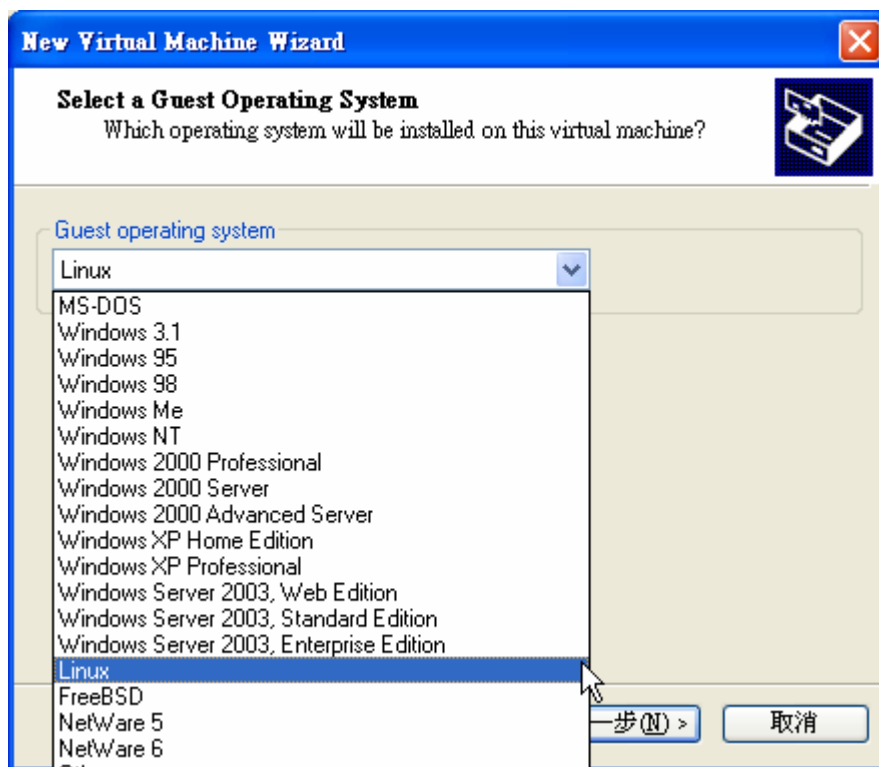 New Virtual Machine Wizard
Select a Guest Operating System
Which operating system will be installed on this virtual machine?
Guest operating system
Linux
MS-DOS
Windows 3.1
Windows 95
Windows 98
Windows Me
Windows NT
Windows 2000 Professional
Windows 2000 Server
Windows 2000 Advanced Server
Windows XP Home Edition
Windows XP Professional
Windows Server 2003, Web Edition
Windows Server 2003, Standard Edition
Windows Server 2003, Enterprise Edition
Linux
FreeBSD
NetWare 5
NetWare 6
一步(N) >
取消